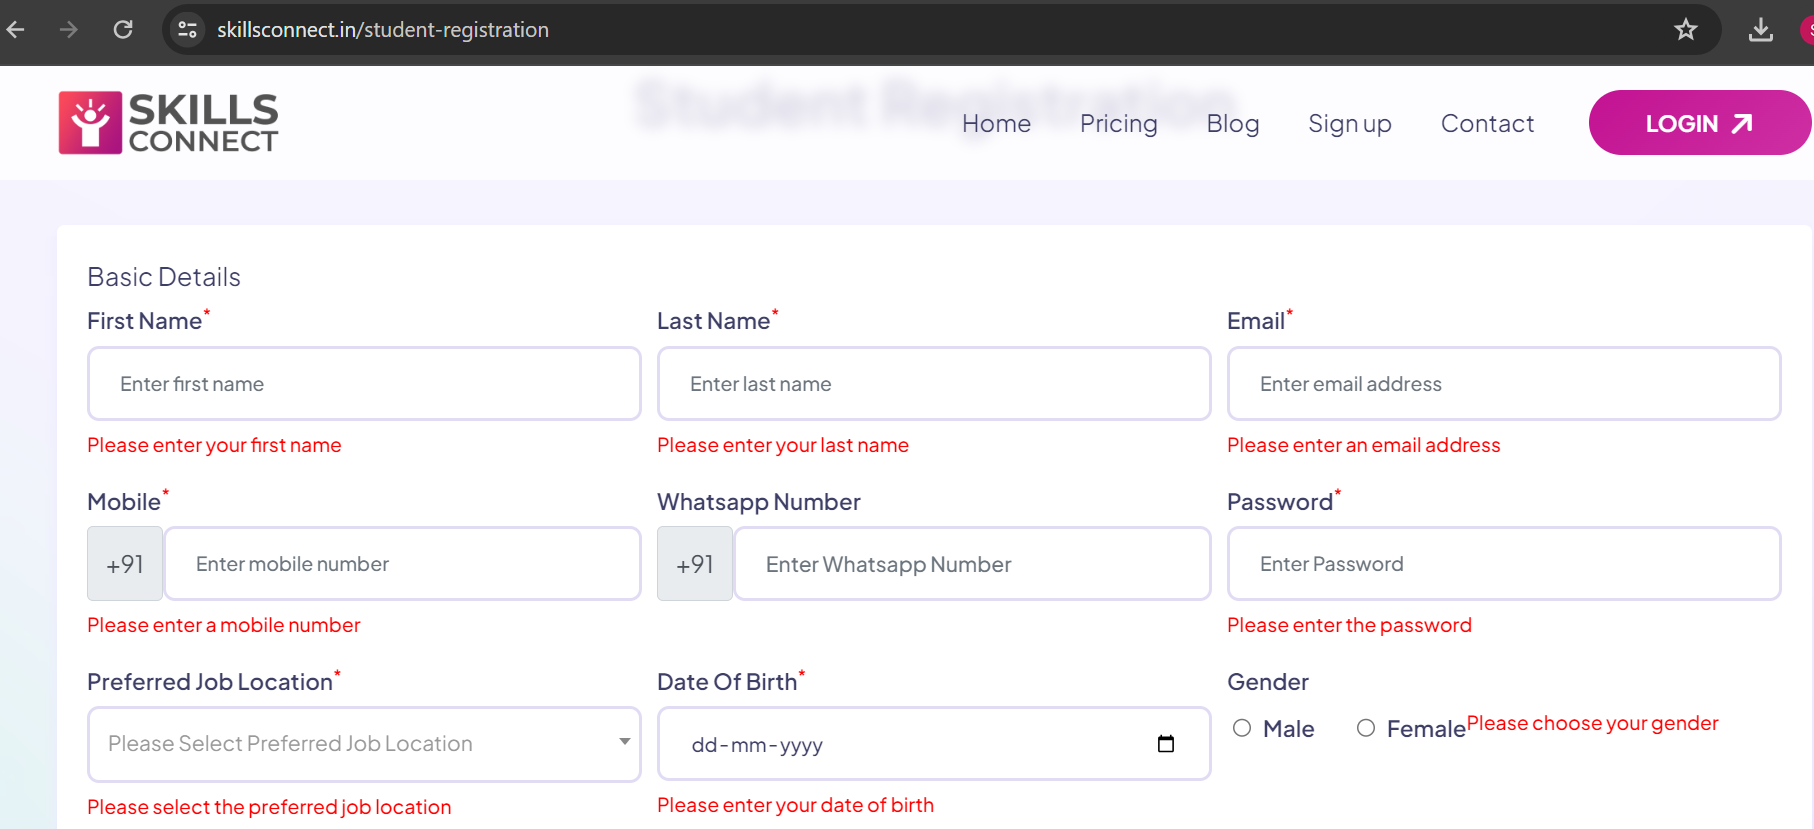 skillsconnect.in/student-registration
SKILLS
CONNECT
Student Registration
Home Pricing Blog Sign up Contact LOGIN
Basic Details
First Name* Last Name* Email*
Enter first name Enter last name Enter email address
Please enter your first name Please enter your last name Please enter an email address
Mobile* Whatsapp Number Password*
+91 Enter mobile number +91 Enter Whatsapp Number Enter Password
Please enter a mobile number Please enter the password
Preferred Job Location* Date Of Birth* Gender
Please Select Preferred Job Location dd-mm-yyyy Male Female Please choose your gender
Please select the preferred job location Please enter your date of birth